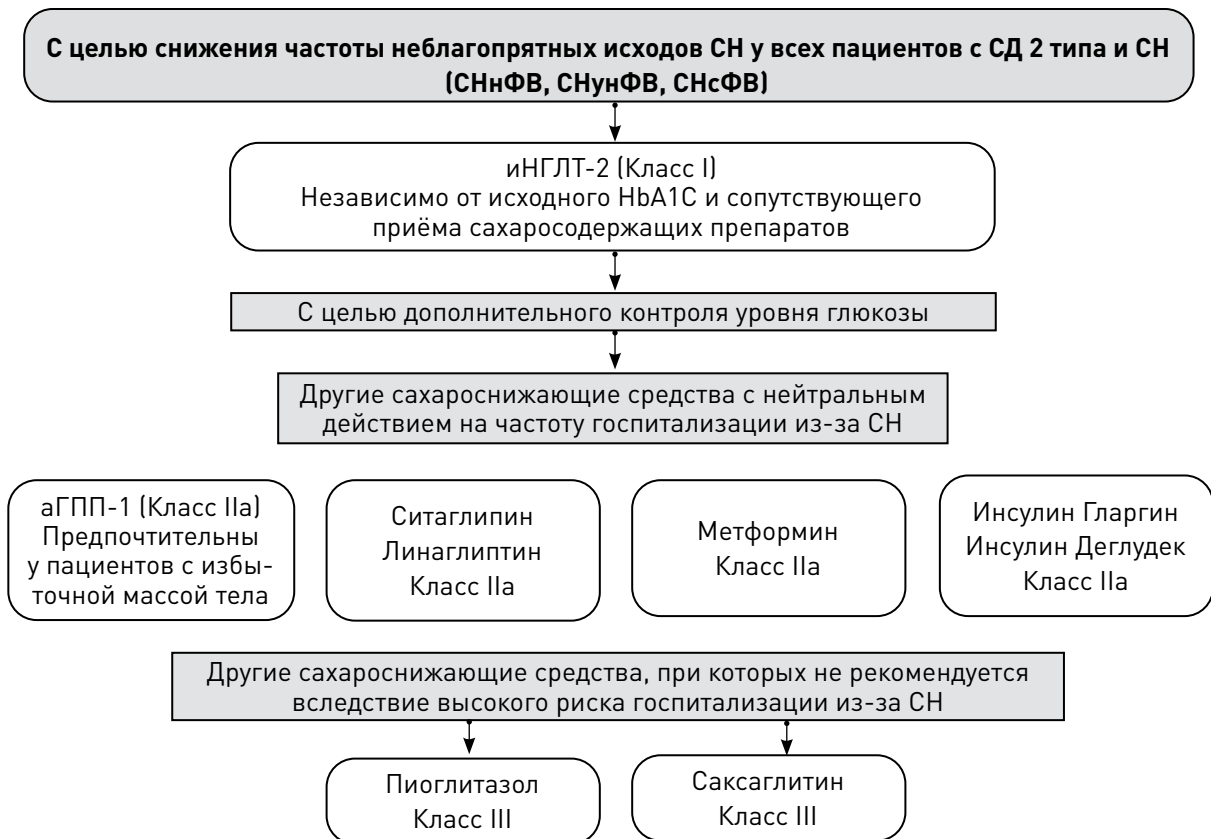 С целью снижения частоты неблагопрятных исходов СН у всех пациентов с СД 2 типа и СН
(СНнФВ, СНунФВ, СНсФВ)
иНГЛТ-2 (Класс I)
Независимо от исходного HbA1C и сопутствующего
приёма сахаросодержащих препаратов
С целью дополнительного контроля уровня глюкозы
Другие сахароснижающие средства с нейтральным
действием на частоту госпитализации из-за СН
аГПП-1 (Класс IIa)
Предпочтительны
у пациентов с избы-
точной массой тела
Ситаглипин
Линаглиптин
Класс IIa
Метформин
Класс IIa
Инсулин Гларгин
Инсулин Деглудек
Класс IIa
Другие сахароснижающие средства, при которых не рекомендуется
вследствие высокого риска госпитализации из-за СН
Пиоглитазол
Класс III
Саксаглитин
Класс III